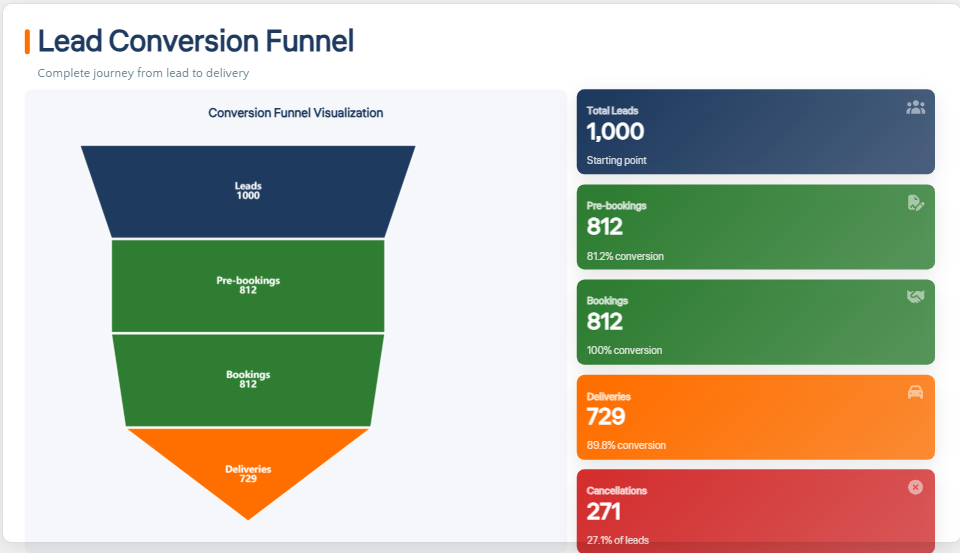 Lead Conversion Funnel
Complete journey from lead to delivery
Conversion Funnel Visualization
Leads
1000
Pre-bookings
812
Bookings
812
Deliveries
729
Total Leads
1,000
Starting point
Pre-bookings
812
81.2% conversion
Bookings
812
100% conversion
Deliveries
729
89.8% conversion
Cancellations
271
27.1% of leads